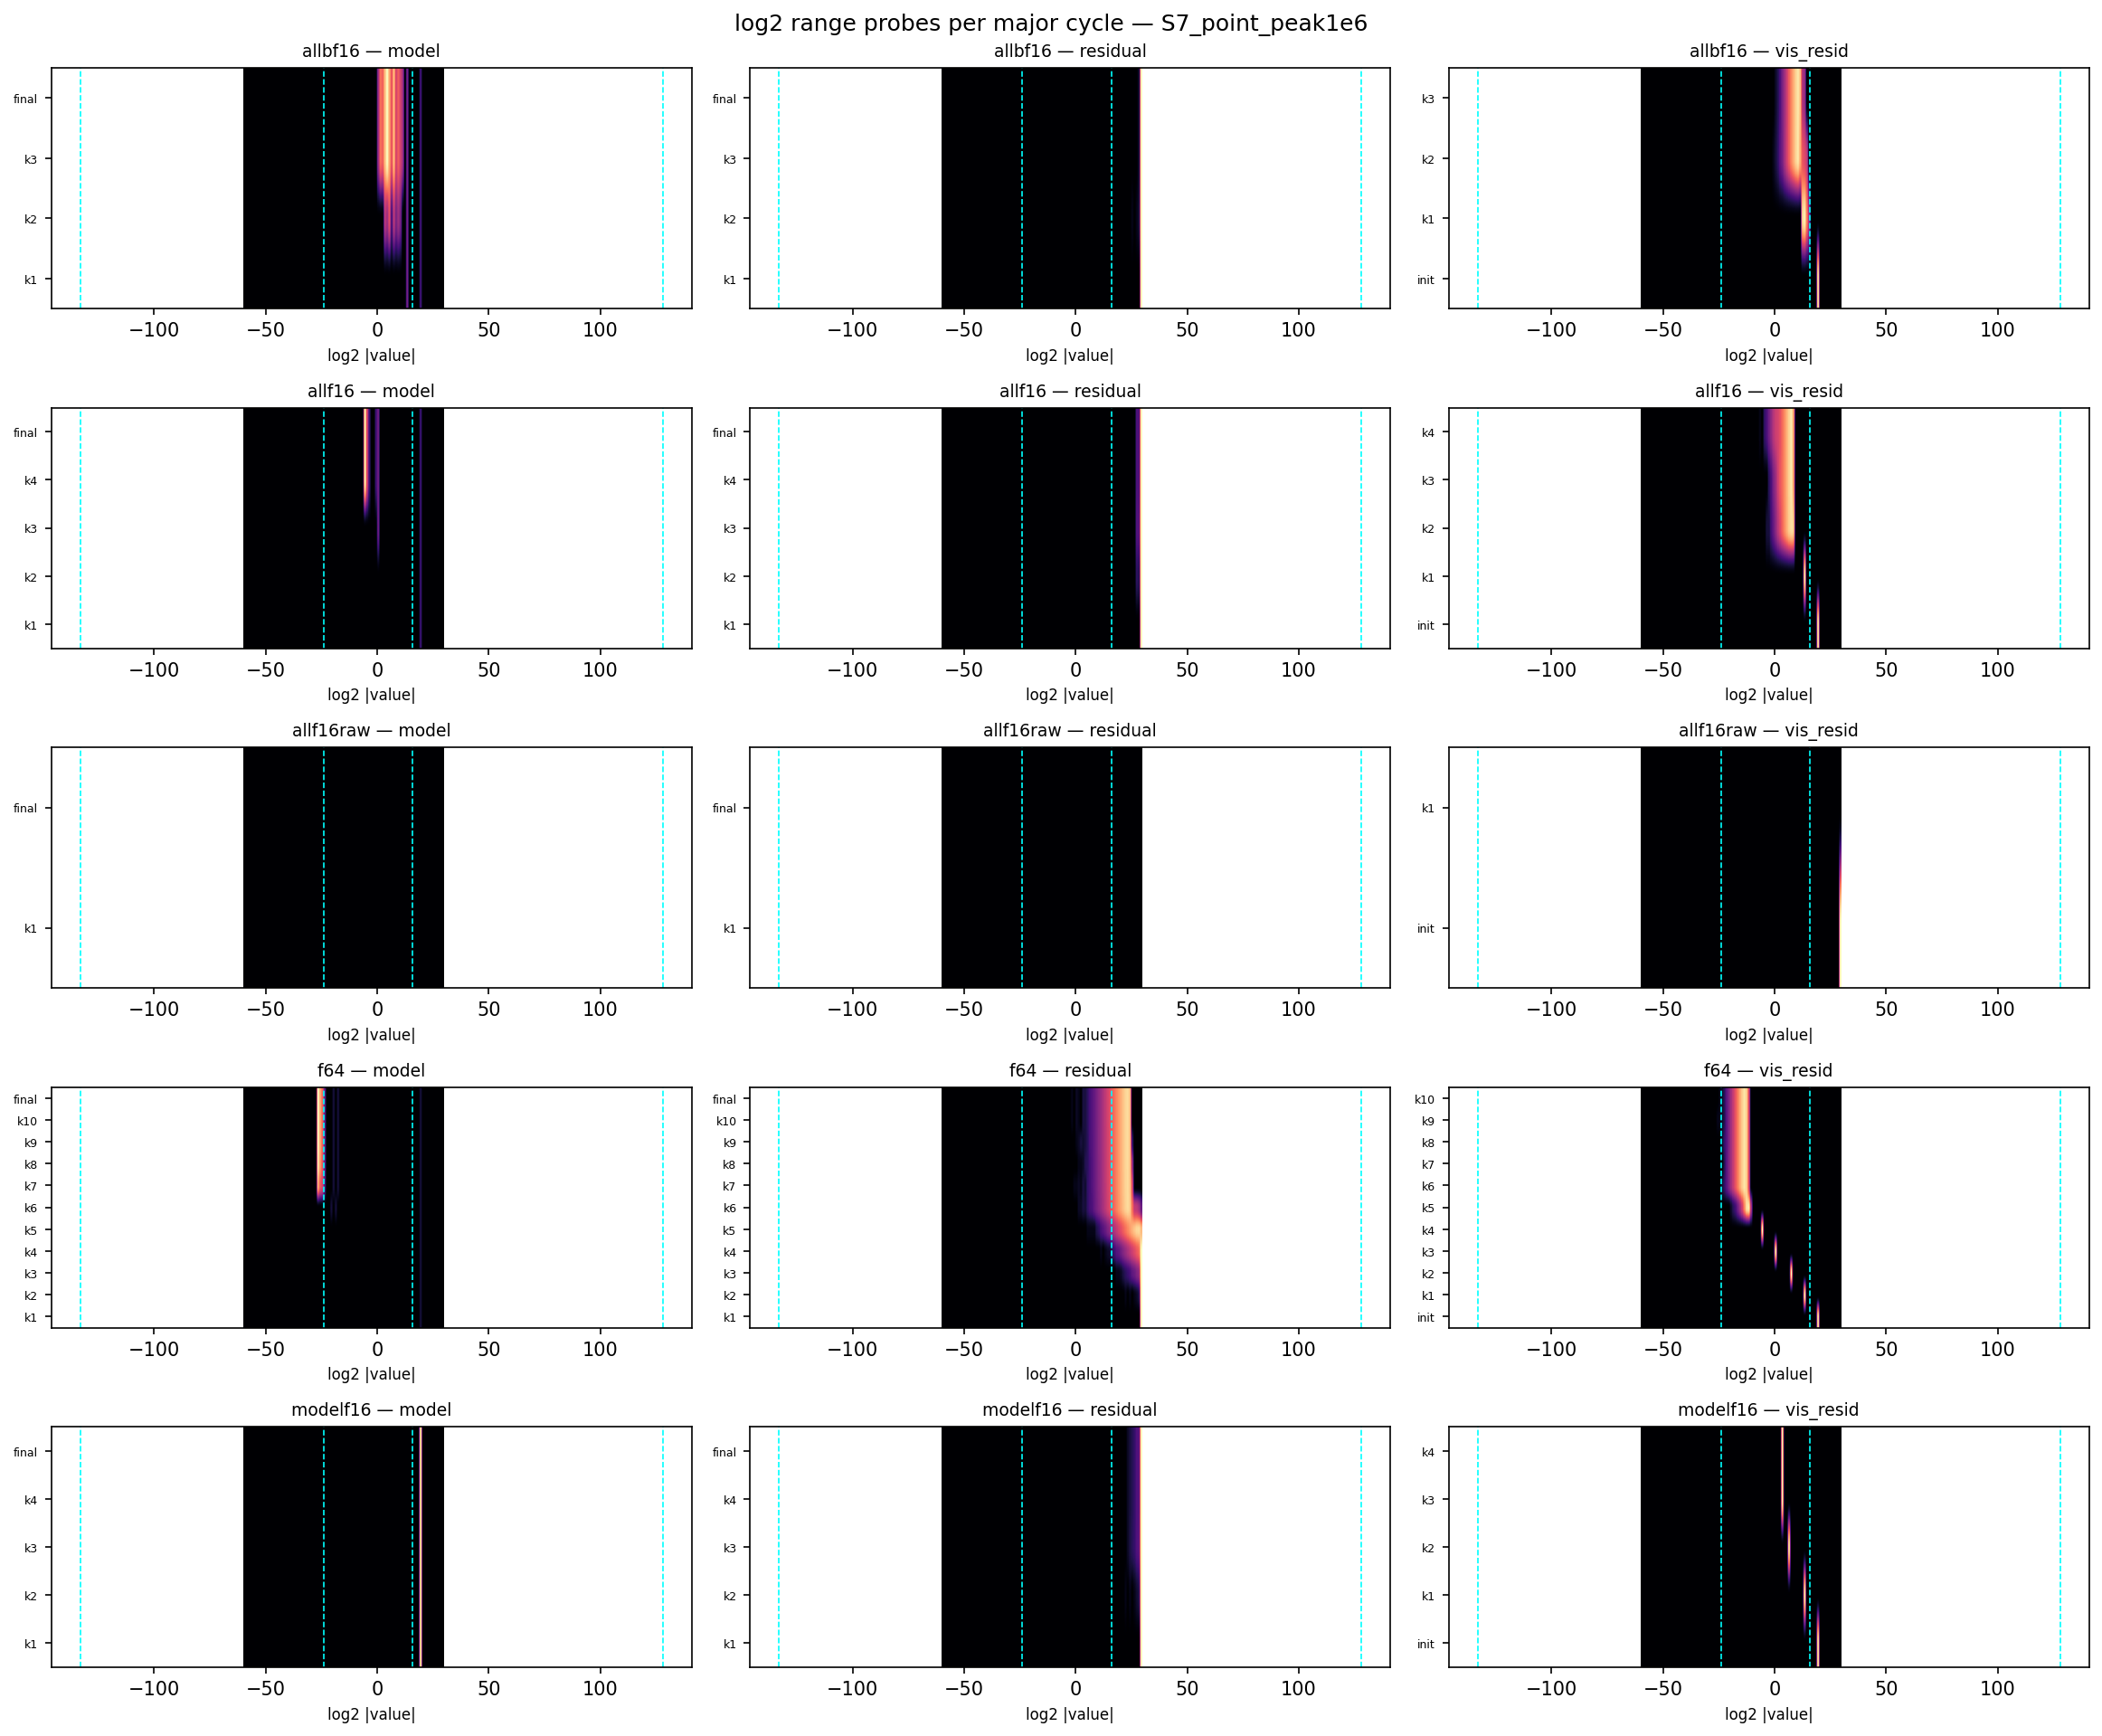 log2 range probes per major cycle — S7_point_peak1e6
allbf16 — model
final
k3
k2
k1
−100 −50 0 50 100
log2 |value|
allbf16 — residual
final
k3
k2
k1
−100 −50 0 50 100
log2 |value|
allbf16 — vis_resid
k3
k2
k1
init
−100 −50 0 50 100
log2 |value|
allf16 — model
final
k4
k3
k2
k1
−100 −50 0 50 100
log2 |value|
allf16 — residual
final
k4
k3
k2
k1
−100 −50 0 50 100
log2 |value|
allf16 — vis_resid
k4
k3
k2
k1
init
−100 −50 0 50 100
log2 |value|
allf16raw — model
final
k1
−100 −50 0 50 100
log2 |value|
allf16raw — residual
final
k1
−100 −50 0 50 100
log2 |value|
allf16raw — vis_resid
k1
init
−100 −50 0 50 100
log2 |value|
f64 — model
final
k10
k9
k8
k7
k6
k5
k4
k3
k2
k1
−100 −50 0 50 100
log2 |value|
f64 — residual
final
k10
k9
k8
k7
k6
k5
k4
k3
k2
k1
−100 −50 0 50 100
log2 |value|
f64 — vis_resid
k10
k9
k8
k7
k6
k5
k4
k3
k2
k1
init
−100 −50 0 50 100
log2 |value|
modelf16 — model
final
k4
k3
k2
k1
−100 −50 0 50 100
log2 |value|
modelf16 — residual
final
k4
k3
k2
k1
−100 −50 0 50 100
log2 |value|
modelf16 — vis_resid
k4
k3
k2
k1
init
−100 −50 0 50 100
log2 |value|